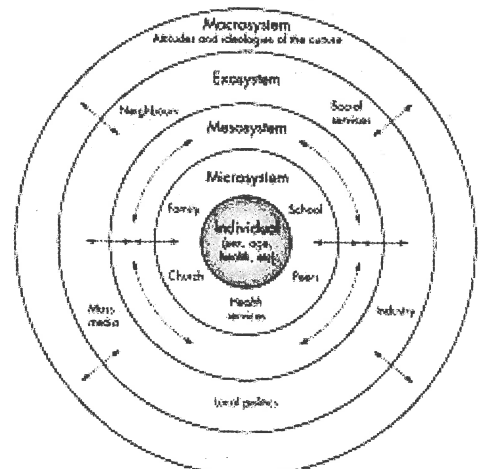 Macrosystem
Attitudes and ideologies of the culture
Exosystem
Neighbours
Social
services
Mesosystem
Microsystem
Family
School
Individual
(sex, age,
health, etc)
Church
Peers
Health
services
Mass
media
Industry
Local politics